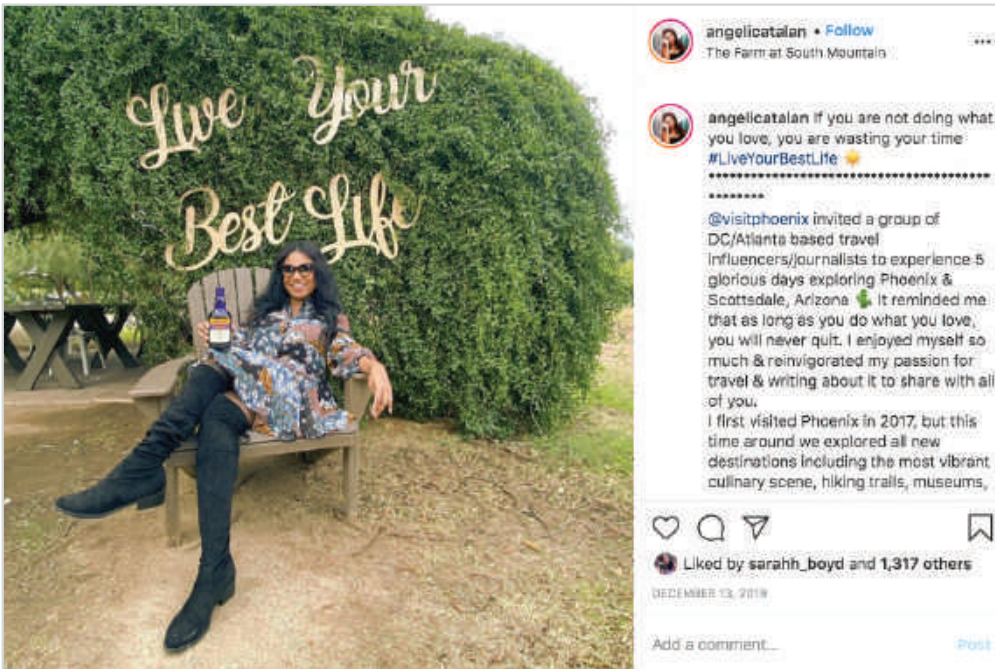 Live Your
Best Life
angelicatalan • Follow
The Farm at South Mountain
angelicatalan If you are not doing what
you love, you are wasting your time
#LiveYourBestLife
@visitphoenix invited a group of
DC/Atlanta based travel
influencers/journalists to experience 5
glorious days exploring Phoenix &
Scottsdale, Arizona 🌵 It reminded me
that as long as you do what you love,
you will never quit. I enjoyed myself so
much & reinvigorated my passion for
travel & writing about it to share with all
of you.
I first visited Phoenix in 2017, but this
time around we explored all new
destinations including the most vibrant
culinary scene, hiking trails, museums,
Liked by sarahh_boyd and 1,317 others
DECEMBER 13,
Add a comment...
Post